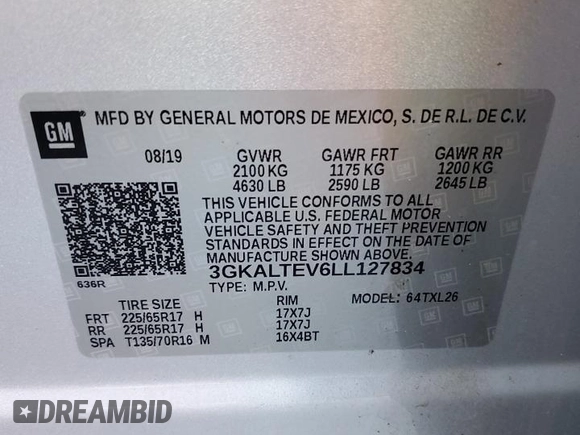 GM
MFD BY GENERAL MOTORS DE MEXICO, S. DE R.L. DE C.V.
08/19 GVWR GAWR FRT GAWR RR
2100 KG 1175 KG 1200 KG
4630 LB 2590 LB 2645 LB
THIS VEHICLE CONFORMS TO ALL
APPLICABLE U.S. FEDERAL MOTOR
VEHICLE SAFETY AND THEFT PREVENTION
STANDARDS IN EFFECT ON THE DATE OF
MANUFACTURE SHOWN ABOVE.
3GKALTEV6LL127834
636R
TYPE: M.P.V. MODEL: 64TXL26
TIRE SIZE RIM
FRT 225/65R17 H 17X7J
RR 225/65R17 H 17X7J
SPA T135/70R16 M 16X4BT
DREAMBID